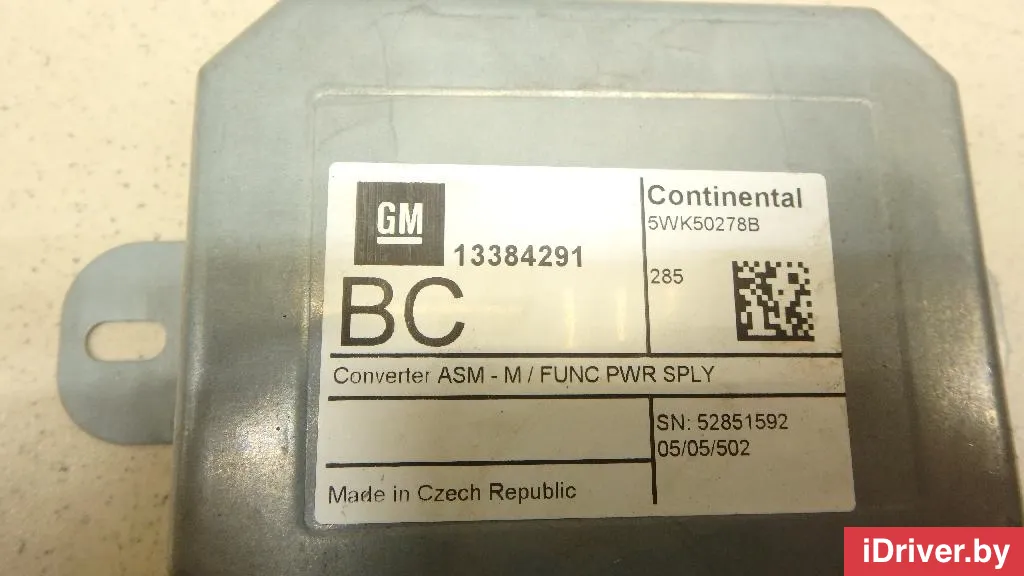 GM
13384291
BC
Continental
5WK50278B
285
Converter ASM - M / FUNC PWR SPLY
SN: 52851592
05/05/502
Made in Czech Republic
iDriver.by